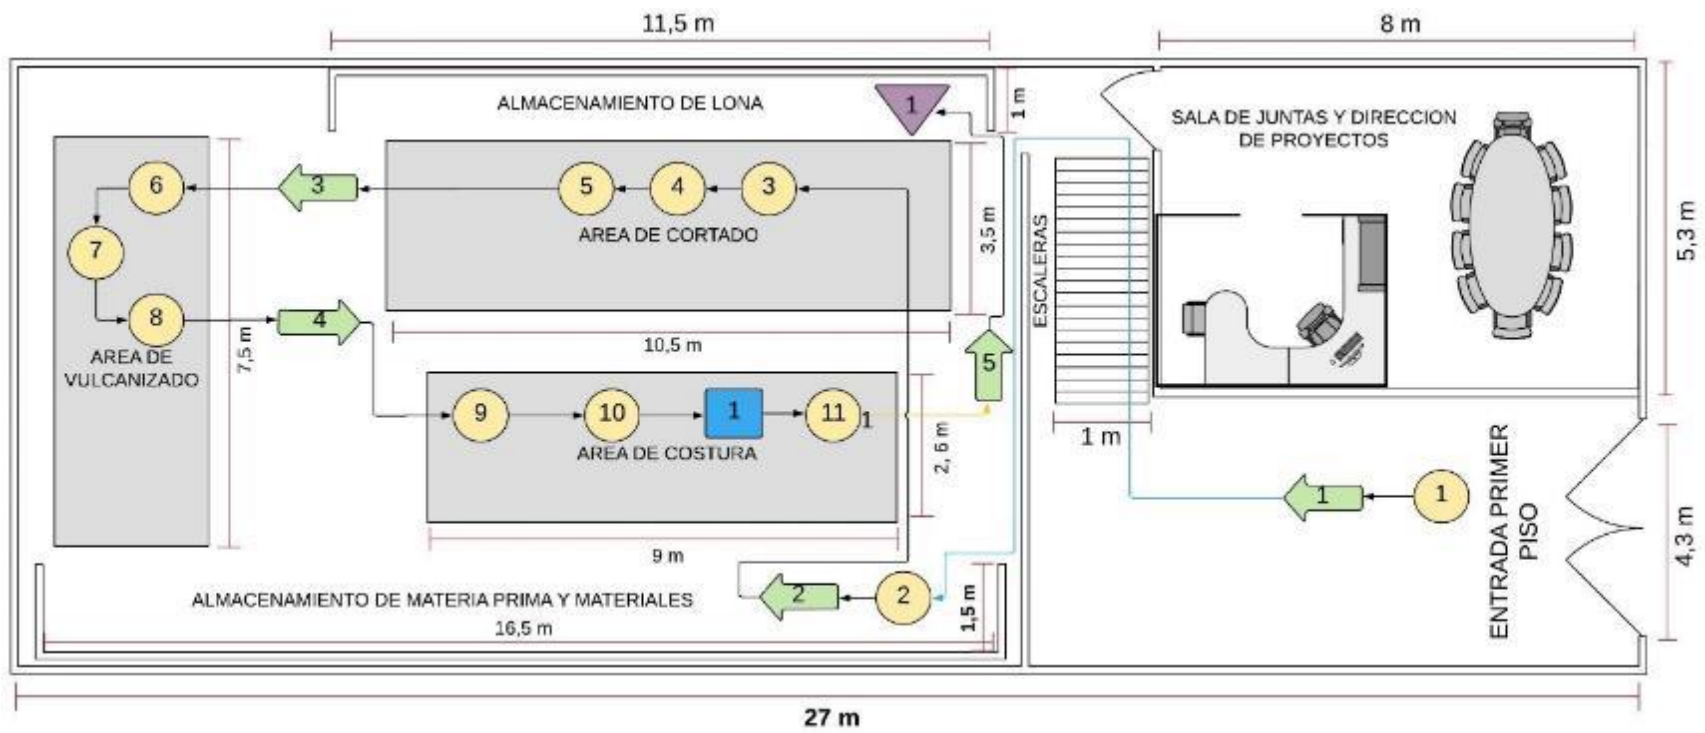 11,5 m
8 m
ALMACENAMIENTO DE LONA
1
1 m
SALA DE JUNTAS Y DIRECCION
DE PROYECTOS
6
3
5
4
3
7
AREA DE CORTADO
3,5 m
ESCALERAS
5,3 m
8
4
AREA DE
VULCANIZADO
7,5 m
10,5 m
5
9
10
1
11
1
AREA DE COSTURA
2, 6 m
1 m
9 m
1
1
ENTRADA PRIMER
PISO
4,3 m
ALMACENAMIENTO DE MATERIA PRIMA Y MATERIALES
2
2
1,5 m
16,5 m
27 m